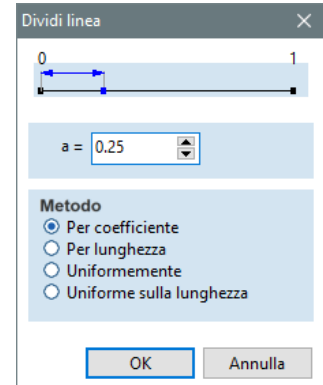 Dividi linea
0 1
a = 0.25
Metodo
Per coefficiente
Per lunghezza
Uniformemente
Uniforme sulla lunghezza
OK Annulla